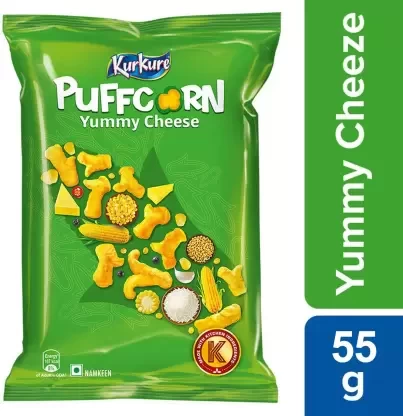 Kurkure
PUFFCORN
Yummy Cheese
K
NAMKEEN
Yummy Cheeze
55
g